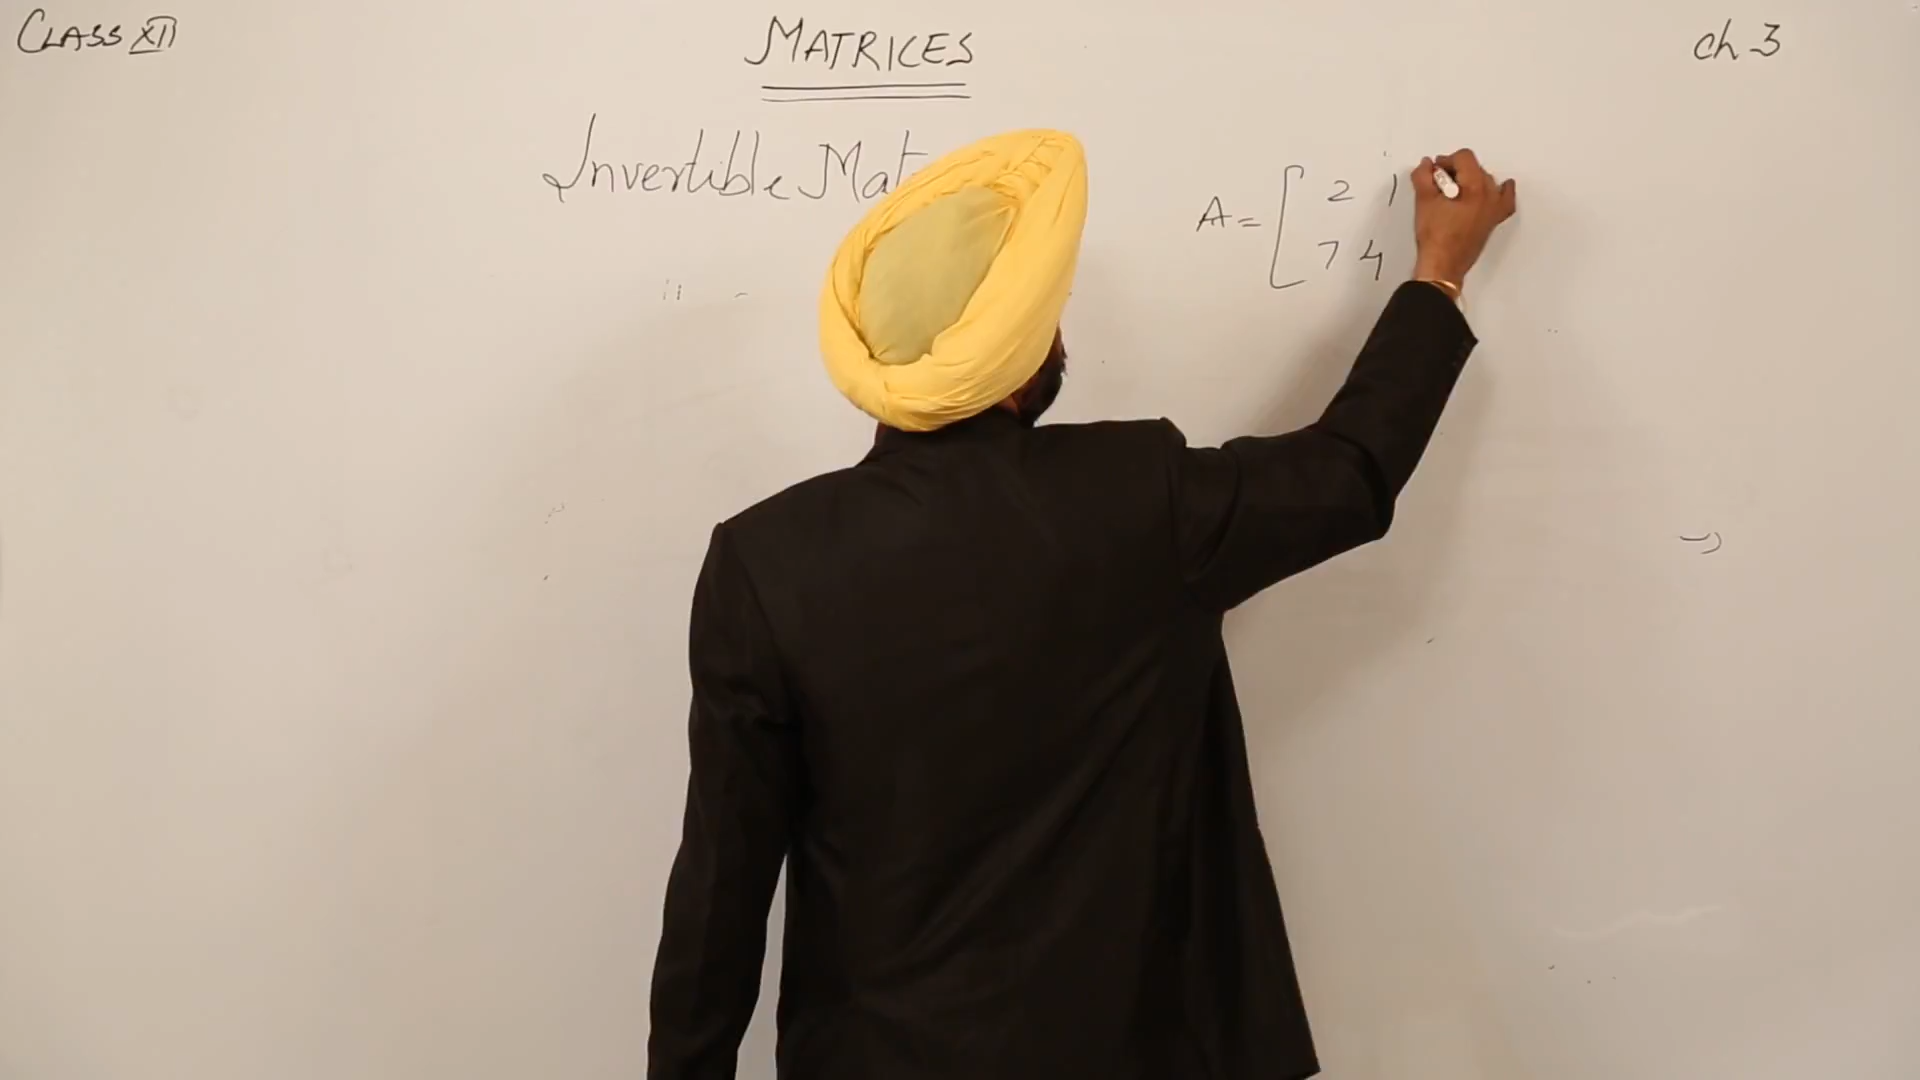 CLASS XII
MATRICES
Ch 3
Invertible Mat
A = [ 2 1
7 4